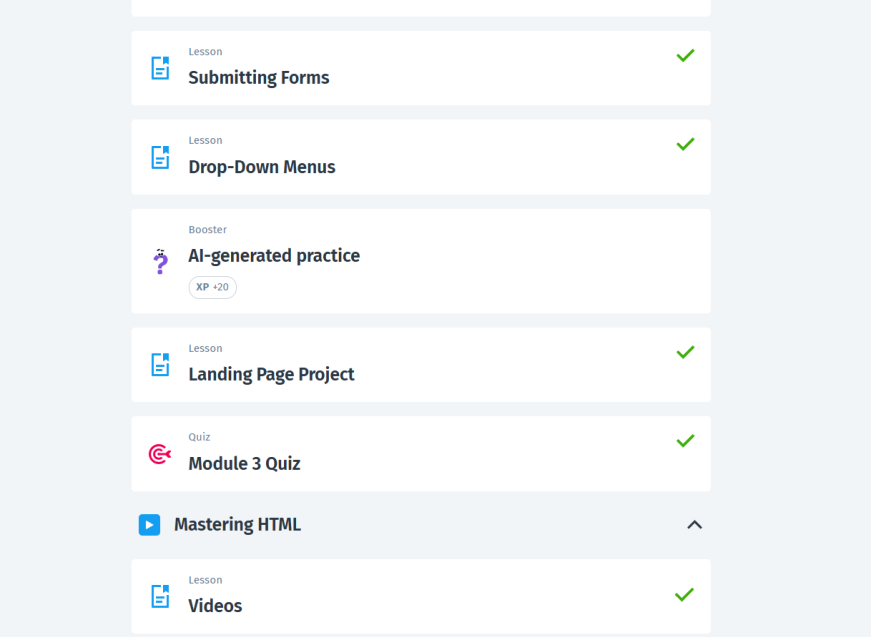 Lesson
Submitting Forms
Lesson
Drop-Down Menus
Booster
AI-generated practice
XP +20
Lesson
Landing Page Project
Quiz
Module 3 Quiz
Mastering HTML
Lesson
Videos